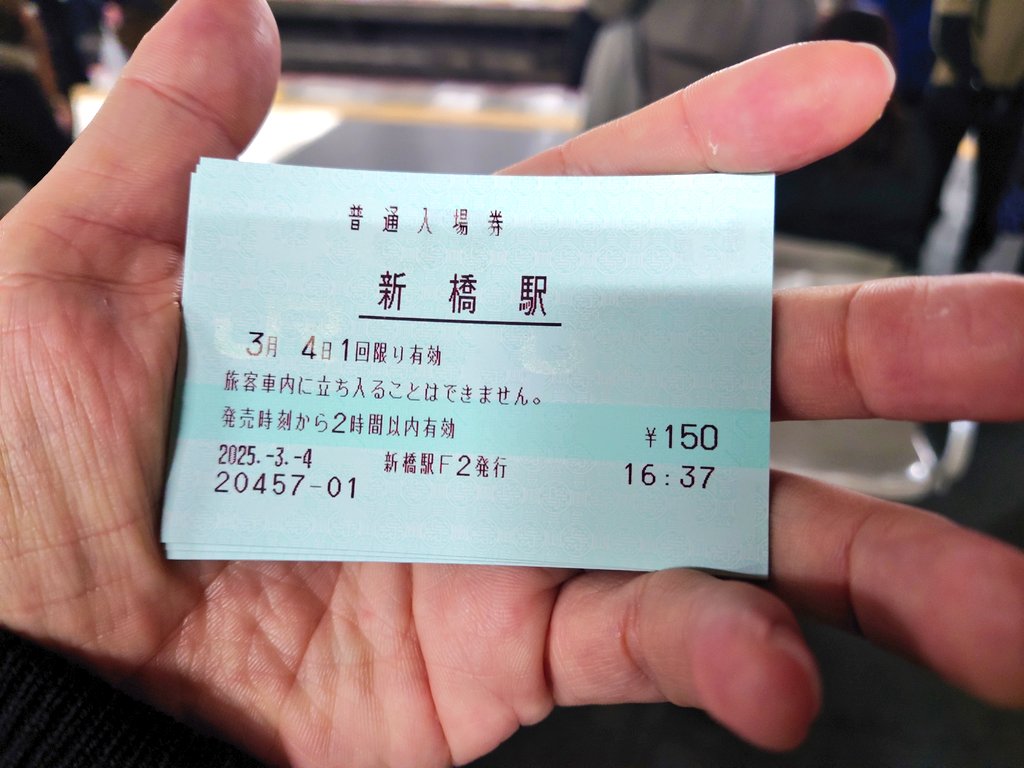 普通入場券
新橋駅
3月 4日1回限り有効
旅客車内に立ち入ることはできません。
発売時刻から2時間以内有効 ¥150
2025.-3.-4 新橋駅F2発行 16:37
20457-01